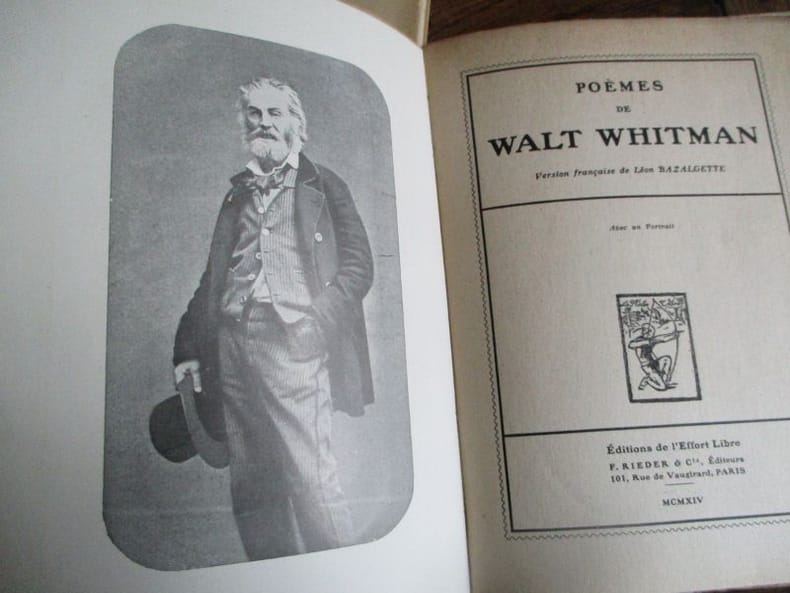 POÈMES
DE
WALT WHITMAN
Version française de Léon BAZALGETTE
Avec un Portrait
Éditions de l'Effort Libre
F. RIEDER & Cie, Éditeurs
101, Rue de Vaugirard, PARIS
MCMXIV